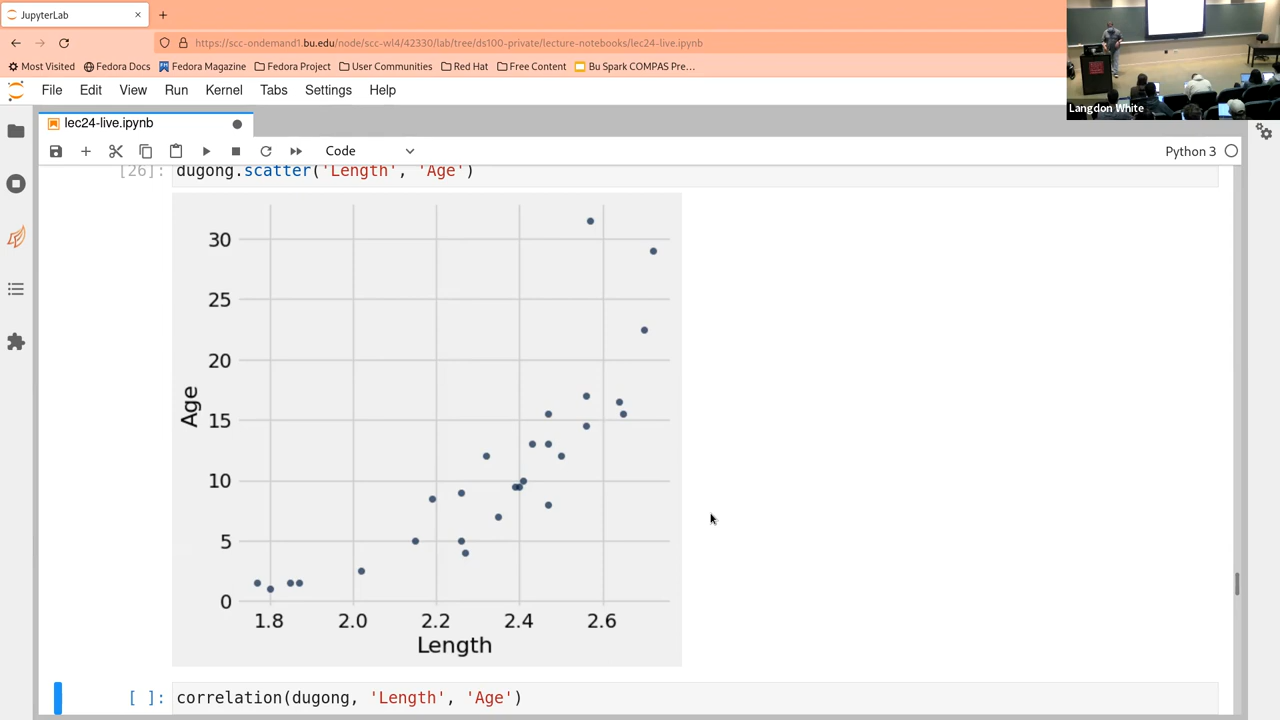 JupyterLab
https://scc-ondemand1.bu.edu/node/scc-wl4/42330/lab/tree/ds100-private/lecture-notebooks/lec24-live.ipynb
Most Visited Fedora Docs Fedora Magazine Fedora Project User Communities Red Hat Free Content Bu Spark COMPAS Pre…
Langdon White
File Edit View Run Kernel Tabs Settings Help
lec24-live.ipynb
Code
Python 3
[26]: dugong.scatter('Length', 'Age')
30
25
20
15
10
5
0
Age
1.8 2.0 2.2 2.4 2.6
Length
[ ]: correlation(dugong, 'Length', 'Age')